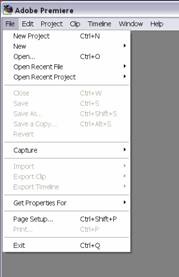 Adobe Premiere
File Edit Project Clip Timeline Window Help
New Project Ctrl+N
New
Open... Ctrl+O
Open Recent File
Open Recent Project
Close Ctrl+W
Save Ctrl+S
Save As... Ctrl+Shift+S
Save a Copy... Ctrl+Alt+S
Revert
Capture
Import
Export Clip
Export Timeline
Get Properties For
Page Setup... Ctrl+Shift+P
Print... Ctrl+P
Exit Ctrl+Q